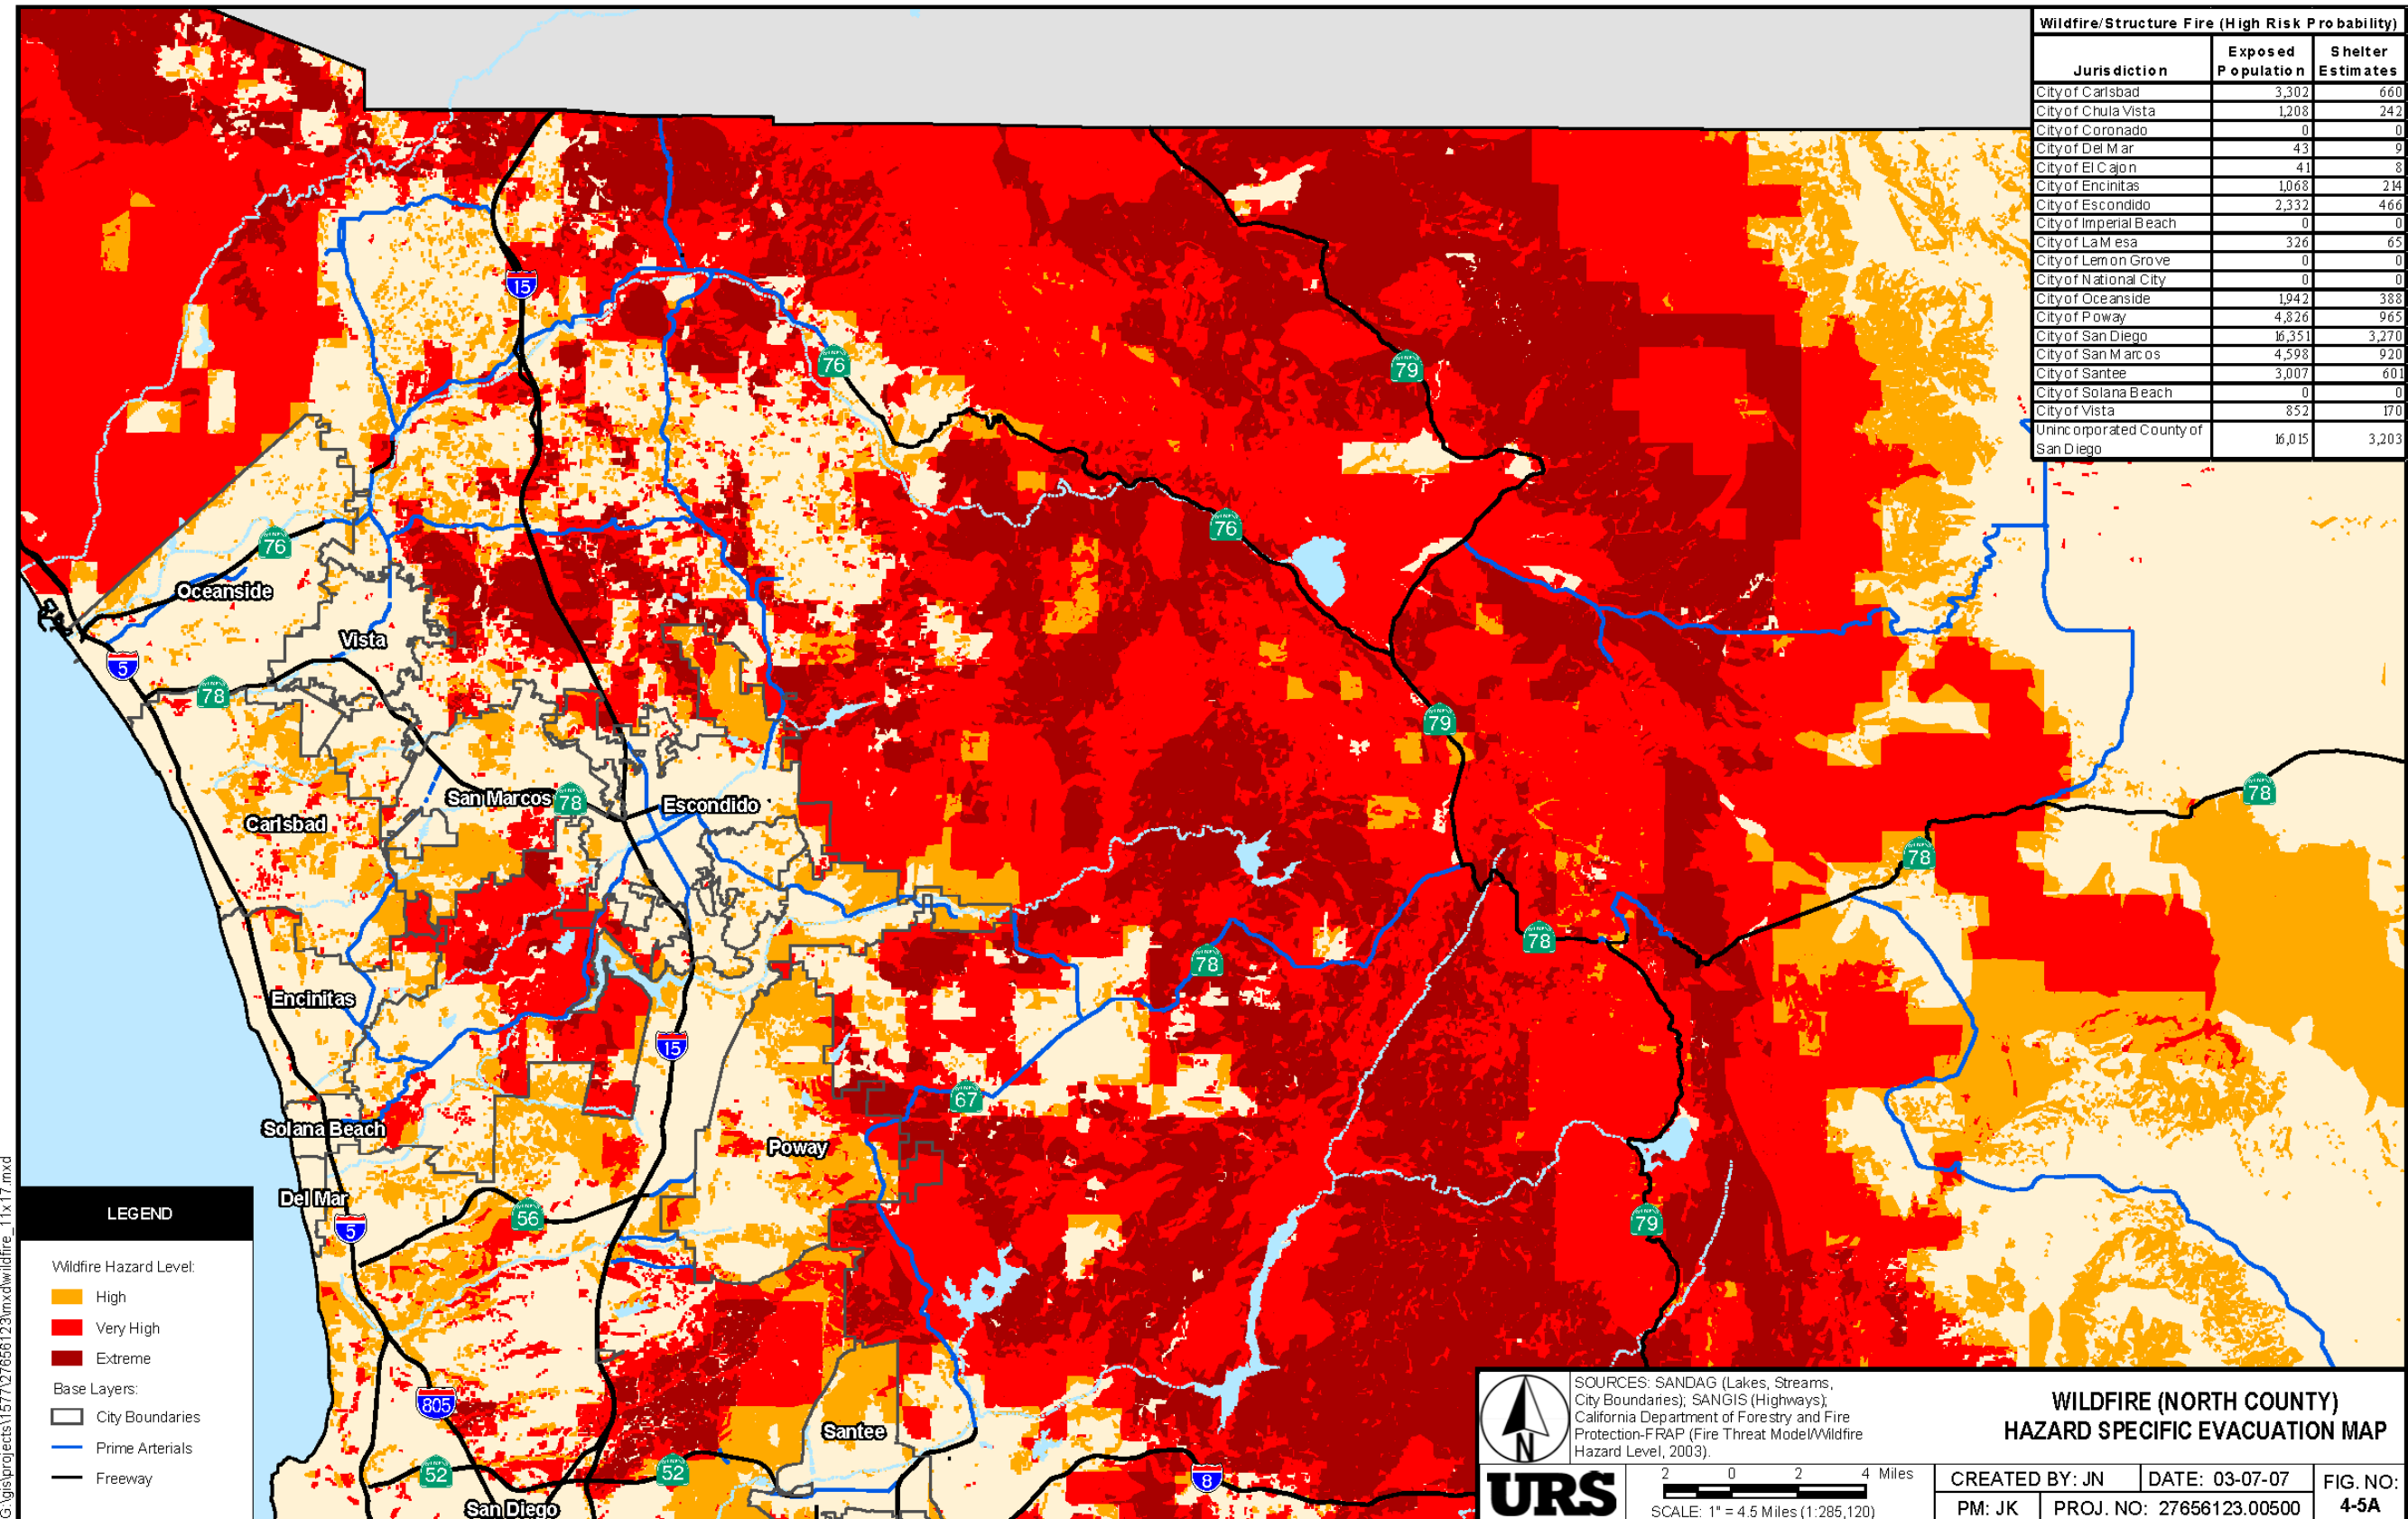 Wildfire/Structure Fire (High Risk Probability)
Jurisdiction Exposed Population Shelter Estimates
City of Carlsbad 3,302 660
City of Chula Vista 1,208 242
City of Coronado 0 0
City of Del Mar 43 9
City of El Cajon 41 8
City of Encinitas 1,068 214
City of Escondido 2,332 466
City of Imperial Beach 0 0
City of La Mesa 326 65
City of Lemon Grove 0 0
City of National City 0 0
City of Oceanside 1,942 388
City of Poway 4,826 965
City of San Diego 16,351 3,270
City of San Marcos 4,598 920
City of Santee 3,007 601
City of Solana Beach 0 0
City of Vista 852 170
Unincorporated County of San Diego 16,015 3,203
15
76
79
76
76
Oceanside
Vista
5
78
79
78
San Marcos
78
Escondido
Carlsbad
78
78
78
Encinitas
15
67
Solana Beach
Poway
Del Mar
56
5
79
805
Santee
52
52
8
San Diego
LEGEND
Wildfire Hazard Level:
High
Very High
Extreme
Base Layers:
City Boundaries
Prime Arterials
Freeway
G:\gis\projects\1577\27656123\mxd\wildfire_11x17.mxd
N
SOURCES: SANDAG (Lakes, Streams,
City Boundaries); SANGIS (Highways);
California Department of Forestry and Fire
Protection-FRAP (Fire Threat Model/Wildfire
Hazard Level, 2003).
WILDFIRE (NORTH COUNTY)
HAZARD SPECIFIC EVACUATION MAP
URS
2 0 2 4 Miles
SCALE: 1" = 4.5 Miles (1:285,120)
CREATED BY: JN DATE: 03-07-07
PM: JK PROJ. NO: 27656123.00500
FIG. NO:
4-5A